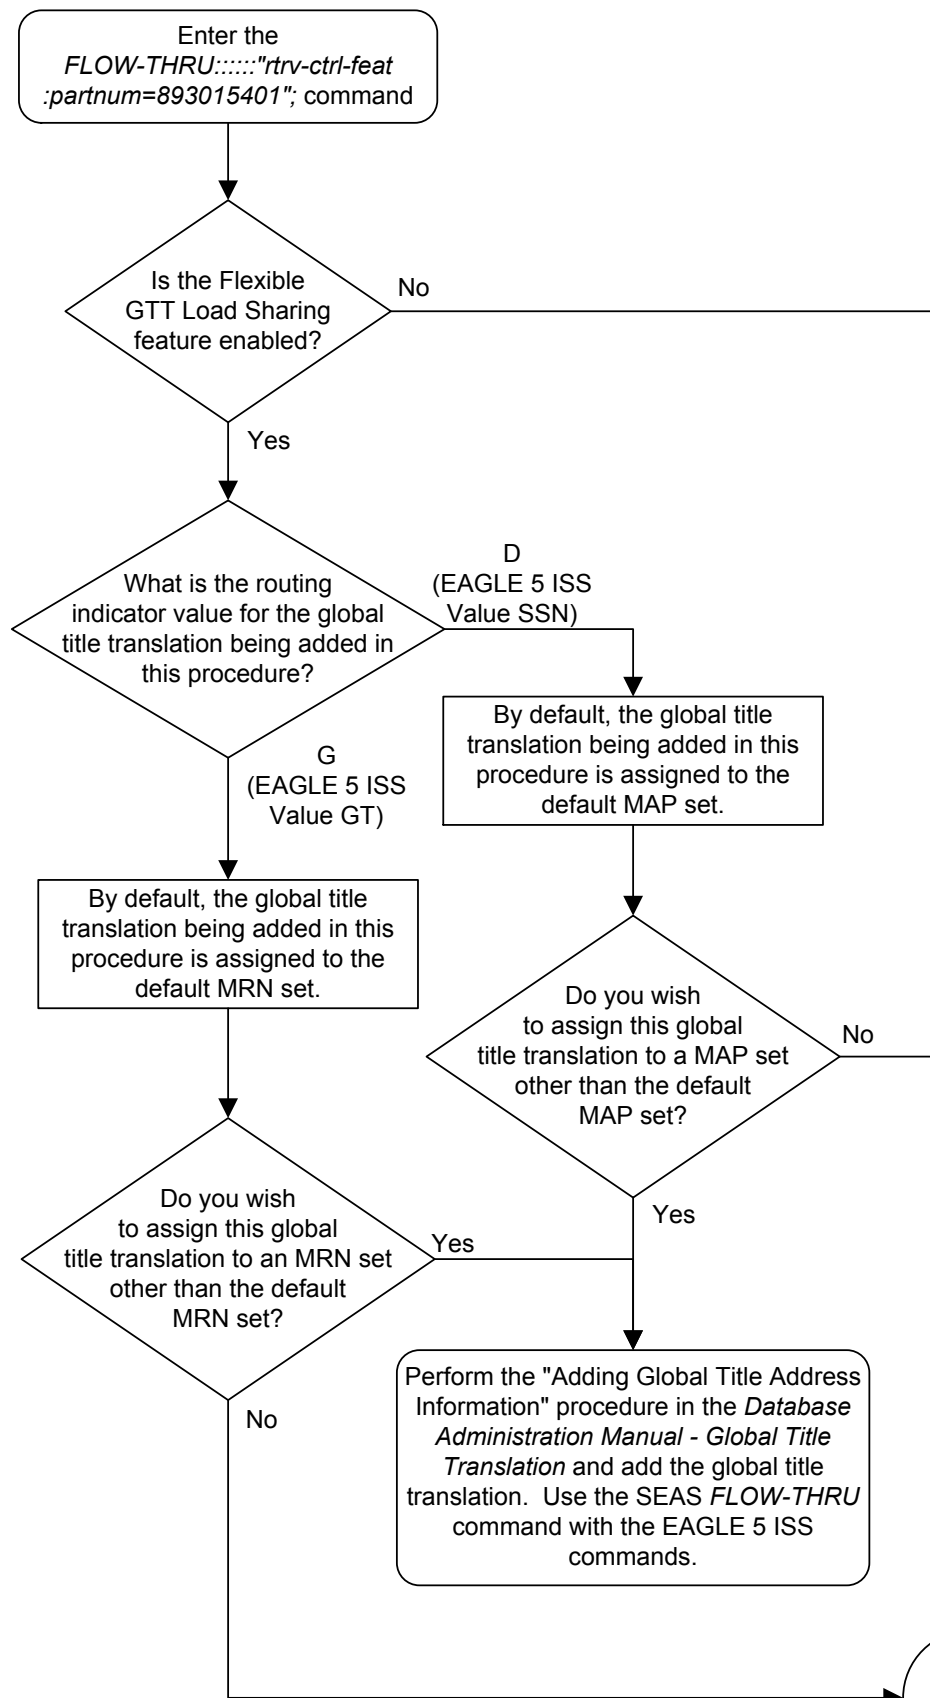 Enter the
FLOW-THRU::::::"rtrv-ctrl-feat
:partnum=893015401"; command
Is the Flexible
GTT Load Sharing
feature enabled?
No
Yes
What is the routing
indicator value for the global
title translation being added in
this procedure?
D
(EAGLE 5 ISS
Value SSN)
G
(EAGLE 5 ISS
Value GT)
By default, the global title
translation being added in this
procedure is assigned to the
default MAP set.
By default, the global title
translation being added in this
procedure is assigned to the
default MRN set.
Do you wish
to assign this global
title translation to a MAP set
other than the default
MAP set?
No
Yes
Do you wish
to assign this global
title translation to an MRN set
other than the default
MRN set?
Yes
No
Perform the "Adding Global Title Address
Information" procedure in the Database
Administration Manual - Global Title
Translation and add the global title
translation.  Use the SEAS FLOW-THRU
command with the EAGLE 5 ISS
commands.